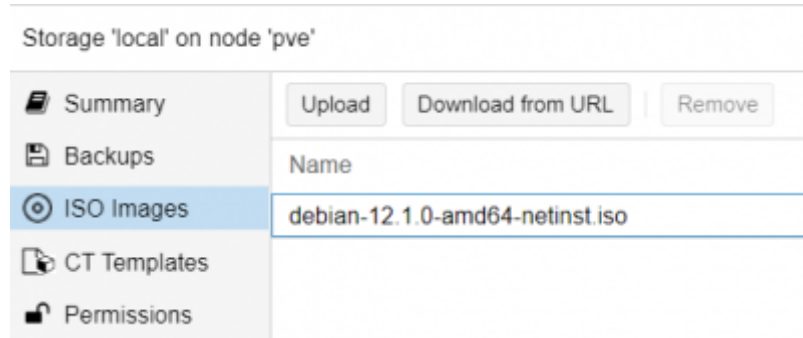 Storage 'local' on node 'pve'
Summary
Backups
ISO Images
CT Templates
Permissions
Upload Download from URL Remove
Name
debian-12.1.0-amd64-netinst.iso